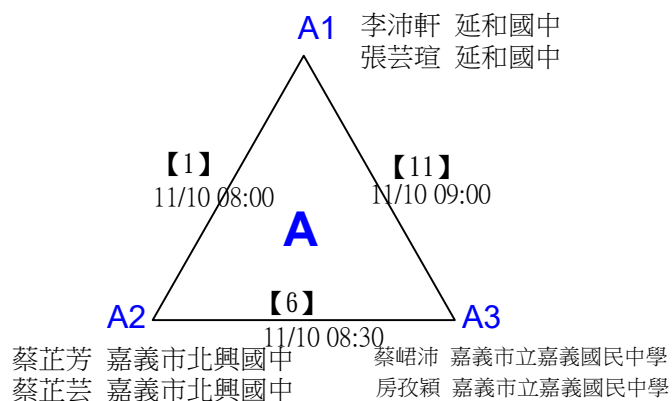 A1
李沛軒 延和國中
張芸瑄 延和國中
【1】
11/10 08:00
【11】
11/10 09:00
A
A2
【6】
11/10 08:30
A3
蔡芷芳 嘉義市北興國中
蔡芷芸 嘉義市北興國中
蔡峮沛 嘉義市立嘉義國民中學
房孜穎 嘉義市立嘉義國民中學